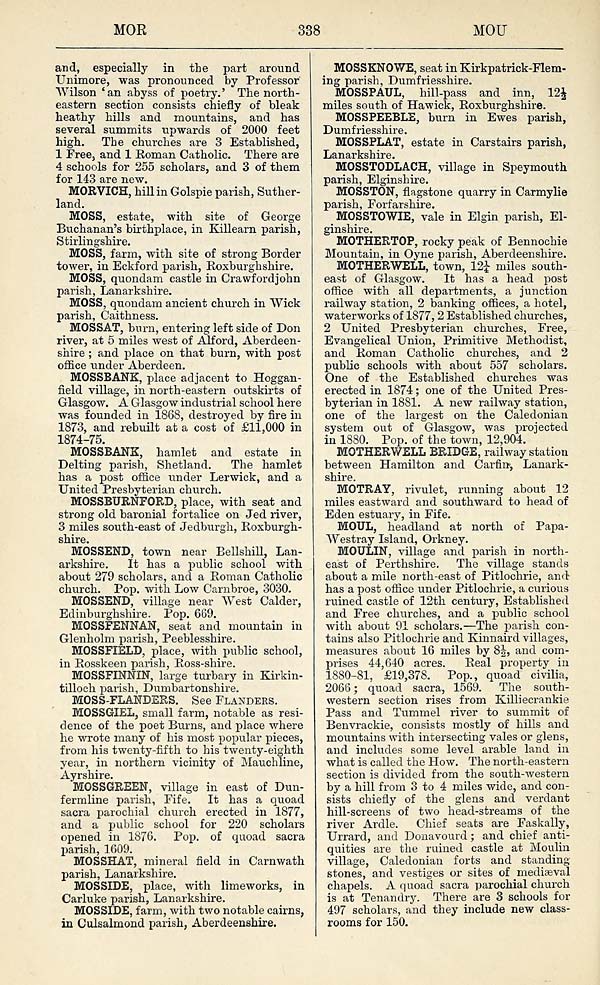 MOR 338 MOU
and, especially in the part around
Unimore, was pronounced by Professor
Wilson ‘an abyss of poetry.’ The north-
eastern section consists chiefly of bleak
heathy hills and mountains, and has
several summits upwards of 2000 feet
high. The churches are 3 Established,
1 Free, and 1 Roman Catholic. There are
4 schools for 255 scholars, and 3 of them
for 143 are new.
MORVICH, hill in Golspie parish, Suther-
land.
MOSS, estate, with site of George
Buchanan's birthplace, in Killearn parish,
Stirlingshire.
MOSS, farm, with site of strong Border
tower, in Eckford parish, Roxburghshire.
MOSS, quondam castle in Crawfordjohn
parish, Lanarkshire.
MOSS, quondam ancient church in Wick
parish, Caithness.
MOSSAT, burn, entering left side of Don
river, at 5 miles west of Alford, Aberdeen-
shire; and place on that burn, with post
office under Aberdeen.
MOSSBANK, place adjacent to Hoggan-
field village, in north-eastern outskirts of
Glasgow. A Glasgow industrial school here
was founded in 1868, destroyed by fire in
1873, and rebuilt at a cost of £11,000 in
1874-75.
MOSSBANK, hamlet and estate in
Delting parish, Shetland. The hamlet
has a post office under Lerwick, and a
United Presbyterian church.
MOSSBURNFORD, place, with seat and
strong old baronial fortalice on Jed river,
3 miles south-east of Jedburgh, Roxburgh-
shire.
MOSSEND, town near Bellshill, Lan-
arkshire. It has a public school with
about 279 scholars, and a Roman Catholic
church. Pop. with Low Carnbroe, 3030.
MOSSEND, village near West Calder,
Edinburghshire. Pop. 669.
MOSSFENNAN, seat and mountain in
Glenholm parish, Peeblesshire.
MOSSFIELD, place, with public school,
in Rosskeen parish, Ross-shire.
MOSSFINNIN, large turbary in Kirkin-
tilloch parish, Dumbartonshire.
MOSS-FLANDERS. See FLANDERS.
MOSSGIEL, small farm, notable as resi-
dence of the poet Burns, and place where
he wrote many of his most popular pieces,
from his twenty-fifth to his twenty-eighth
year, in northern vicinity of Mauchline,
Ayrshire.
MOSSGREEN, village in east of Dun-
fermline parish, Fife. It has a quoad
sacra parochial church erected in 1877,
and a public school for 220 scholars
opened in 1876. Pop. of quoad sacra
parish, 1609.
MOSSHAT, mineral field in Carnwath
parish, Lanarkshire.
MOSSIDE, place, with limeworks, in
Carluke parish, Lanarkshire.
MOSSIDE, farm, with two notable cairns,
in Culsalmond parish, Aberdeenshire.
MOSSKNOWE, seat in Kirkpatrick-Flem-
ing parish, Dumfriesshire.
MOSSPAUL, hill-pass and inn, 12½
miles south of Hawick, Roxburghshire.
MOSSPEEBLE, burn in Ewes parish,
Dumfriesshire.
MOSSPLAT, estate in Carstairs parish,
Lanarkshire.
MOSSTODLACH, village in Speymouth
parish, Elginshire.
MOSSTON, flagstone quarry in Carmylie
parish, Forfarshire.
MOSSTOWIE, vale in Elgin parish, El-
ginshire.
MOTHERTOP, rocky peak of Bennochie
Mountain, in Oyne parish, Aberdeenshire.
MOTHERWELL, town, 12¼ miles south-
east of Glasgow. It has a head post
office with all departments, a junction
railway station, 2 banking offices, a hotel,
waterworks of 1877, 2 Established churches,
2 United Presbyterian churches, Free,
Evangelical Union, Primitive Methodist,
and Roman Catholic churches, and 2
public schools with about 557 scholars.
One of the Established churches was
erected in 1874; one of the United Pres-
byterian in 1881. A new railway station,
one of the largest on the Caledonian
system out of Glasgow, was projected
in 1880. Pop. of the town, 12,904.
MOTHERWELL BRIDGE, railway station
between Hamilton and Carfin, Lanark-
shire.
MOTRAY, rivulet, running about 12
miles eastward and southward to head of
Eden estuary, in Fife.
MOUL, headland at north of Papa-
Westray Island, Orkney.
MOULIN, village and parish in north-
east of Perthshire. The village stands
about a mile north-east of Pitlochrie, and
has a post office under Pitlochrie, a curious
ruined castle of 12th century, Established
and Free churches, and a public school
with about 91 scholars.—The parish con-
tains also Pitlochrie and Kinnaird villages,
measures about 16 miles by 8½, and com-
prises 44,640 acres. Real property in
1880-81, £19,378. Pop., quoad civilia,
2066; quoad sacra, 1569. The south-
western section rises from Killiecrankie
Pass and Tummel river to summit of
Benvrackie, consists mostly of hills and
mountains with intersecting vales or glens,
and includes some level arable land in
what is called the How. The north-eastern
section is divided from the south-western
by a hill from 3 to 4 miles wide, and con-
sists chiefly of the glens and verdant
hill-screens of two head-streams of the
river Ardle. Chief seats are Faskally,
Urrard, and Donavourd; and chief anti-
quities are the ruined castle at Moulin
village, Caledonian forts and standing
stones, and vestiges or sites of mediæval
chapels. A quoad sacra parochial church
is at Tenandry. There are 3 schools for
497 scholars, and they include new class-
rooms for 150.